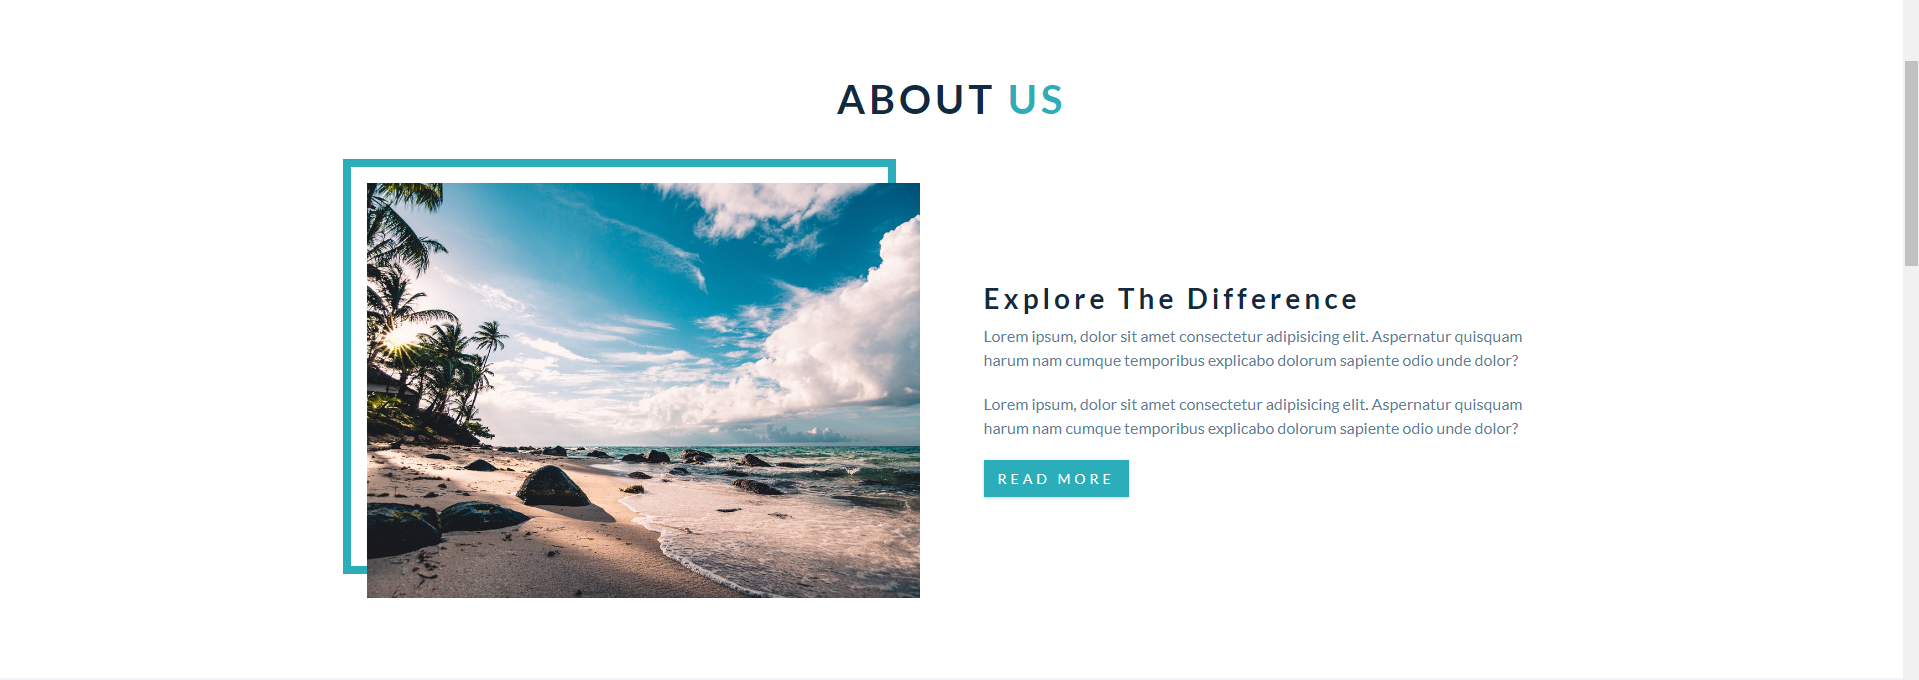 ABOUT US
Explore The Difference
Lorem ipsum, dolor sit amet consectetur adipisicing elit. Aspernatur quisquam
harum nam cumque temporibus explicabo dolorum sapiente odio unde dolor?
Lorem ipsum, dolor sit amet consectetur adipisicing elit. Aspernatur quisquam
harum nam cumque temporibus explicabo dolorum sapiente odio unde dolor?
READ MORE